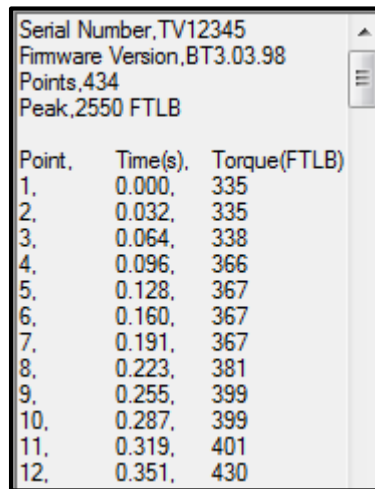 Serial Number,TV12345
Firmware Version,BT3.03.98
Points,434
Peak,2550 FTLB

Point, Time(s), Torque(FTLB)
1, 0.000, 335
2, 0.032, 335
3, 0.064, 338
4, 0.096, 366
5, 0.128, 367
6, 0.160, 367
7, 0.191, 367
8, 0.223, 381
9, 0.255, 399
10, 0.287, 399
11, 0.319, 401
12, 0.351, 430